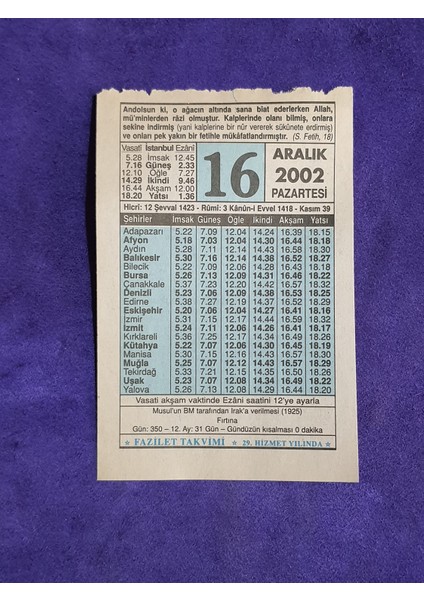 Andolsun ki, o ağacın altında sana biat ederlerken Allah,
mü'minlerden râzi olmuştur. Kalplerinde olanı bilmiş, onlara
sekîne indirmiş (yani kalplerine bir nûr vererek sükûnete erdirmiş)
ve onları pek yakın bir fetihle mükâfatlandırmıştır. (S. Fetih, 18)
Vasatî İstanbul Ezânî
5.28 İmsak 12.45
7.16 Güneş 2.33
12.10 Öğle 7.27
14.29 İkindi 9.46
16.44 Akşam 12.00
18.20 Yatsı 1.36
16
ARALIK
2002
PAZARTESİ
Hicrî: 12 Şevval 1423 - Rûmî: 3 Kânûn-i Evvel 1418 - Kasım 39
Şehirler İmsak Güneş Öğle İkindi Akşam Yatsı
Adapazarı 5.22 7.09 12.04 14.24 16.39 18.15
Afyon 5.18 7.03 12.04 14.30 16.44 18.18
Aydın 5.28 7.11 12.14 14.43 16.58 18.30
Balıkesir 5.30 7.16 12.14 14.38 16.52 18.27
Bilecik 5.22 7.09 12.06 14.28 16.43 18.18
Bursa 5.26 7.13 12.09 14.31 16.46 18.22
Çanakkale 5.37 7.23 12.20 14.42 16.57 18.33
Denizli 5.23 7.06 12.09 14.38 16.53 18.25
Edirne 5.38 7.27 12.19 14.37 16.52 18.29
Eskişehir 5.20 7.06 12.04 14.27 16.41 18.16
İzmir 5.31 7.15 12.17 14.44 16.59 18.32
İzmit 5.24 7.11 12.06 14.26 16.41 18.17
Kırklareli 5.36 7.25 12.17 14.34 16.49 18.26
Kütahya 5.22 7.07 12.06 14.30 16.45 18.19
Manisa 5.30 7.15 12.16 14.43 16.58 18.31
Muğla 5.25 7.07 12.12 14.43 16.57 18.29
Tekirdağ 5.33 7.21 12.15 14.35 16.50 18.26
Uşak 5.23 7.07 12.08 14.34 16.49 18.22
Yalova 5.26 7.13 12.08 14.29 16.44 18.20
Vasati akşam vaktinde Ezâni saatini 12'ye ayarla
Musul'un BM tarafından Irak'a verilmesi (1925)
Fırtına
Gün: 350 – 12. Ay: 31 Gün – Gündüzün kısalması 0 dakika
★ FAZİLET TAKVİMİ ★ 29. HİZMET YILINDA ★